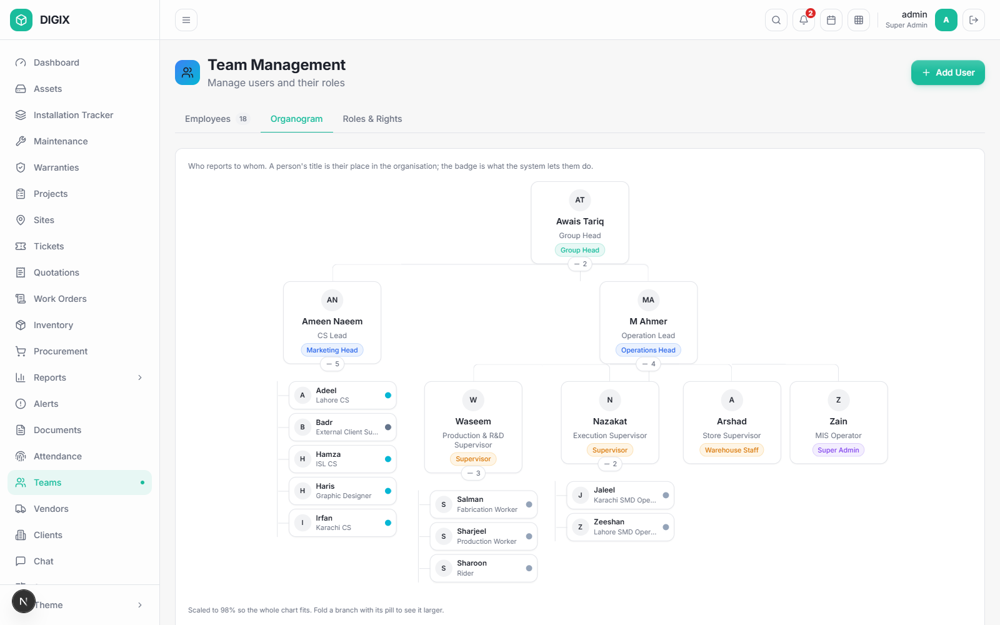 DIGIX
2
admin
Super Admin
A
Dashboard
Assets
Installation Tracker
Maintenance
Warranties
Projects
Sites
Tickets
Quotations
Work Orders
Inventory
Procurement
Reports
Alerts
Documents
Attendance
Teams
Vendors
Clients
Chat
N
Theme
Team Management
Manage users and their roles
+ Add User
Employees 18
Organogram
Roles & Rights
Who reports to whom. A person's title is their place in the organisation; the badge is what the system lets them do.
AT
Awais Tariq
Group Head
Group Head
– 2
AN
Ameen Naeem
CS Lead
Marketing Head
– 5
MA
M Ahmer
Operation Lead
Operations Head
– 4
A
Adeel
Lahore CS
B
Badr
External Client Su...
H
Hamza
ISL CS
H
Haris
Graphic Designer
I
Irfan
Karachi CS
W
Waseem
Production & R&D
Supervisor
Supervisor
– 3
S
Salman
Fabrication Worker
S
Sharjeel
Production Worker
S
Sharoon
Rider
N
Nazakat
Execution Supervisor
Supervisor
– 2
J
Jaleel
Karachi SMD Ope...
Z
Zeeshan
Lahore SMD Oper...
A
Arshad
Store Supervisor
Warehouse Staff
Z
Zain
MIS Operator
Super Admin
Scaled to 98% so the whole chart fits. Fold a branch with its pill to see it larger.